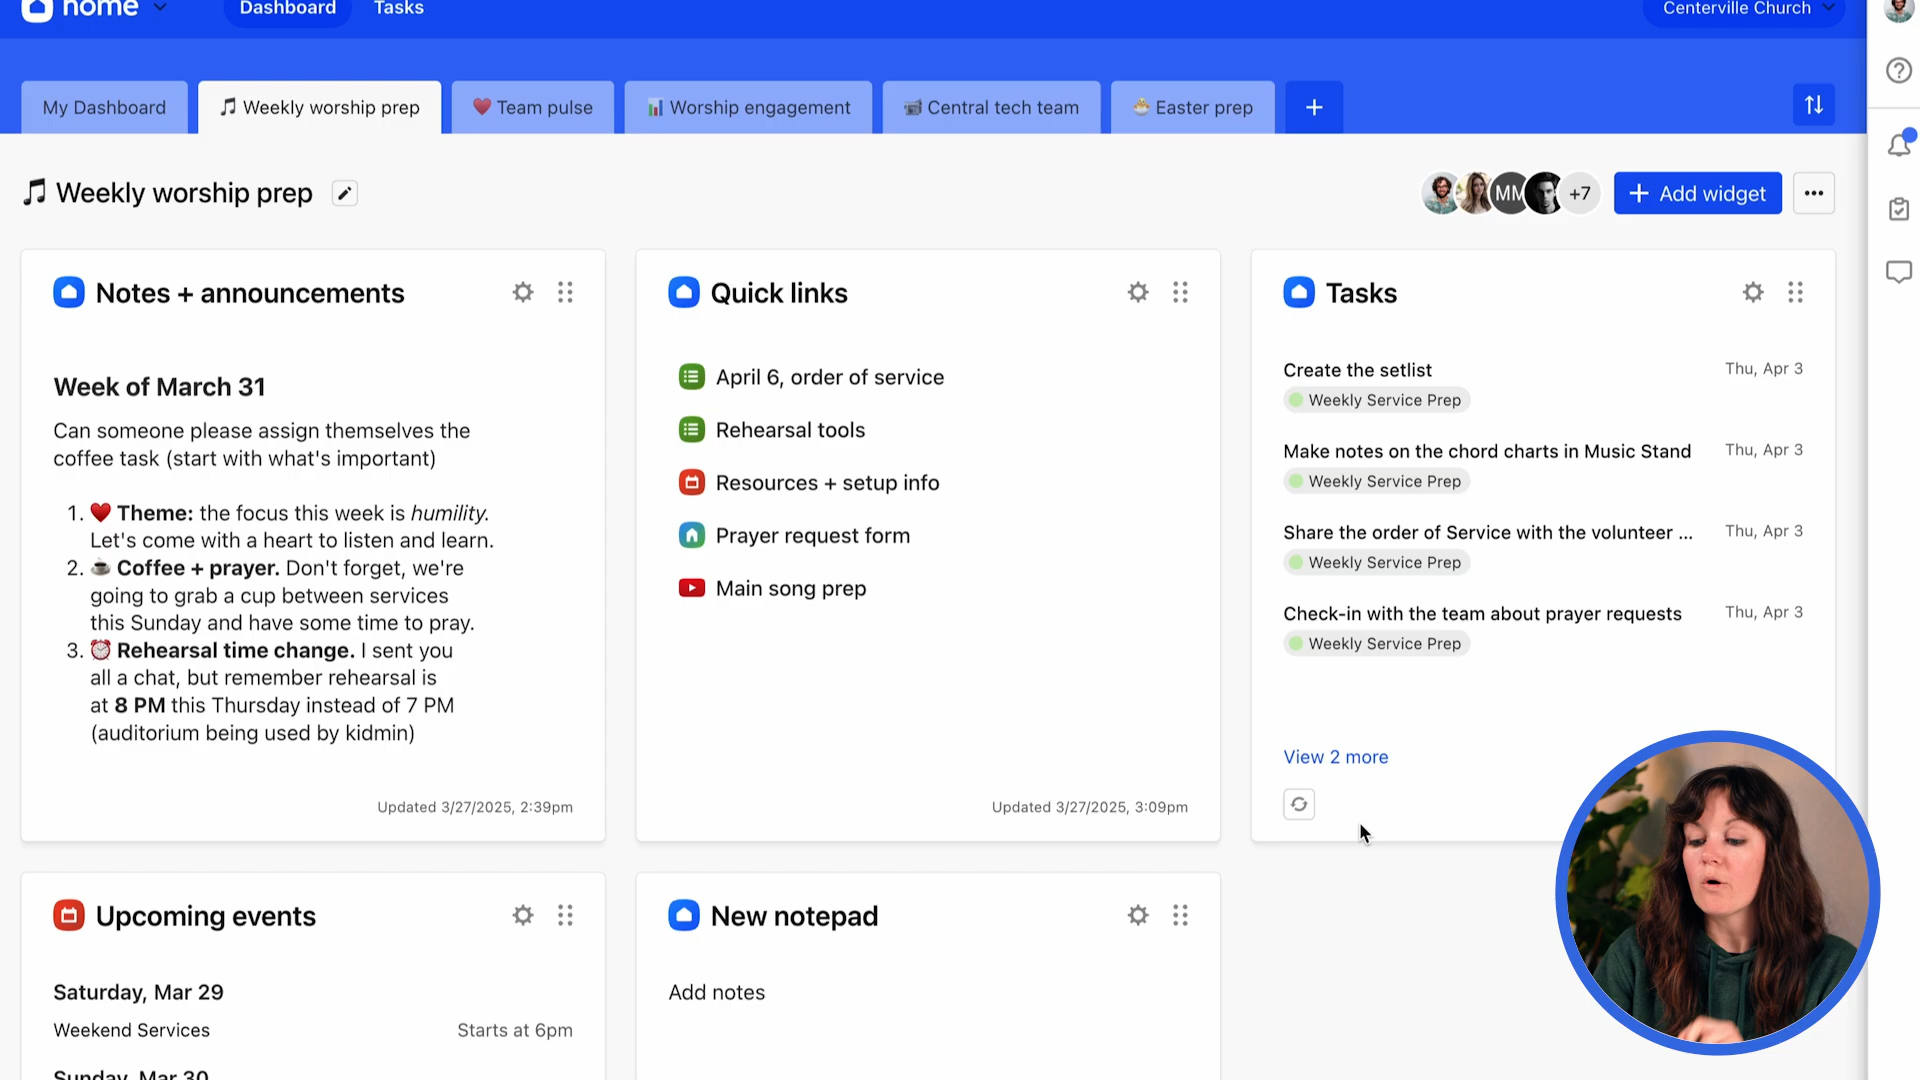 home
Dashboard
Tasks
Centerville Church
My Dashboard
Weekly worship prep
Team pulse
Worship engagement
Central tech team
Easter prep
+
Weekly worship prep
MM
+7
+ Add widget
Notes + announcements
Week of March 31
Can someone please assign themselves the
coffee task (start with what's important)
1. Theme: the focus this week is humility.
Let's come with a heart to listen and learn.
2. Coffee + prayer. Don't forget, we're
going to grab a cup between services
this Sunday and have some time to pray.
3. Rehearsal time change. I sent you
all a chat, but remember rehearsal is
at 8 PM this Thursday instead of 7 PM
(auditorium being used by kidmin)
Updated 3/27/2025, 2:39pm
Quick links
April 6, order of service
Rehearsal tools
Resources + setup info
Prayer request form
Main song prep
Updated 3/27/2025, 3:09pm
Tasks
Create the setlist Thu, Apr 3
Weekly Service Prep
Make notes on the chord charts in Music Stand Thu, Apr 3
Weekly Service Prep
Share the order of Service with the volunteer ... Thu, Apr 3
Weekly Service Prep
Check-in with the team about prayer requests Thu, Apr 3
Weekly Service Prep
View 2 more
Upcoming events
Saturday, Mar 29
Weekend Services Starts at 6pm
Sunday, Mar 30
New notepad
Add notes